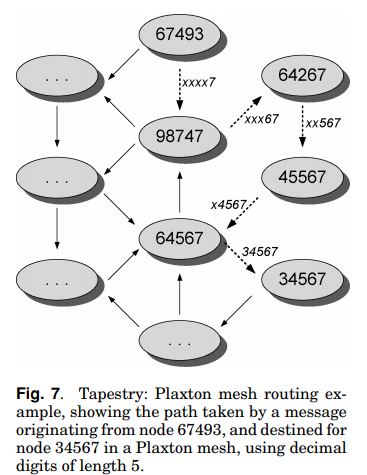 67493
. . .
xxxx7
64267
98747
xxx67
xx567
. . .
45567
x4567
64567
34567
. . .
34567
. . .
Fig. 7. Tapestry: Plaxton mesh routing ex-
ample, showing the path taken by a message
originating from node 67493, and destined for
node 34567 in a Plaxton mesh, using decimal
digits of length 5.